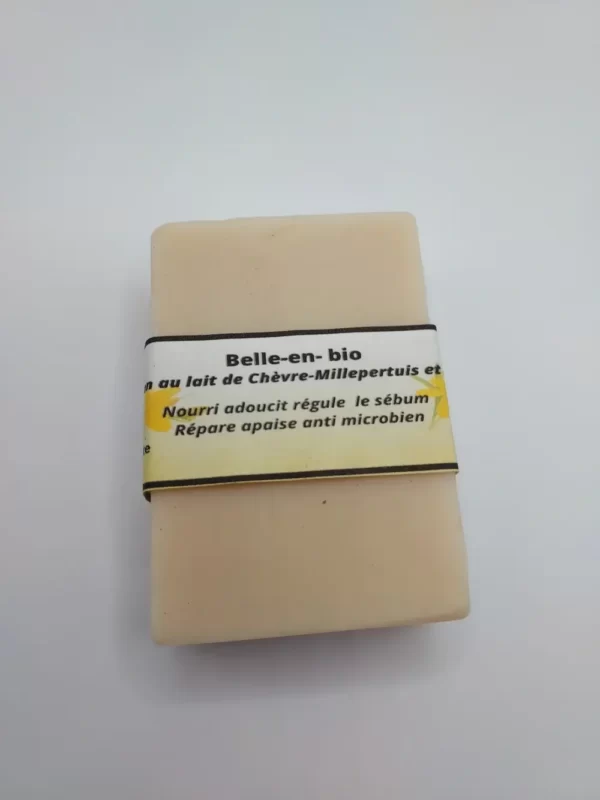 Belle-en- bio
n au lait de Chèvre-Millepertuis et
Nourri adoucit régule le sébum
Répare apaise anti microbien